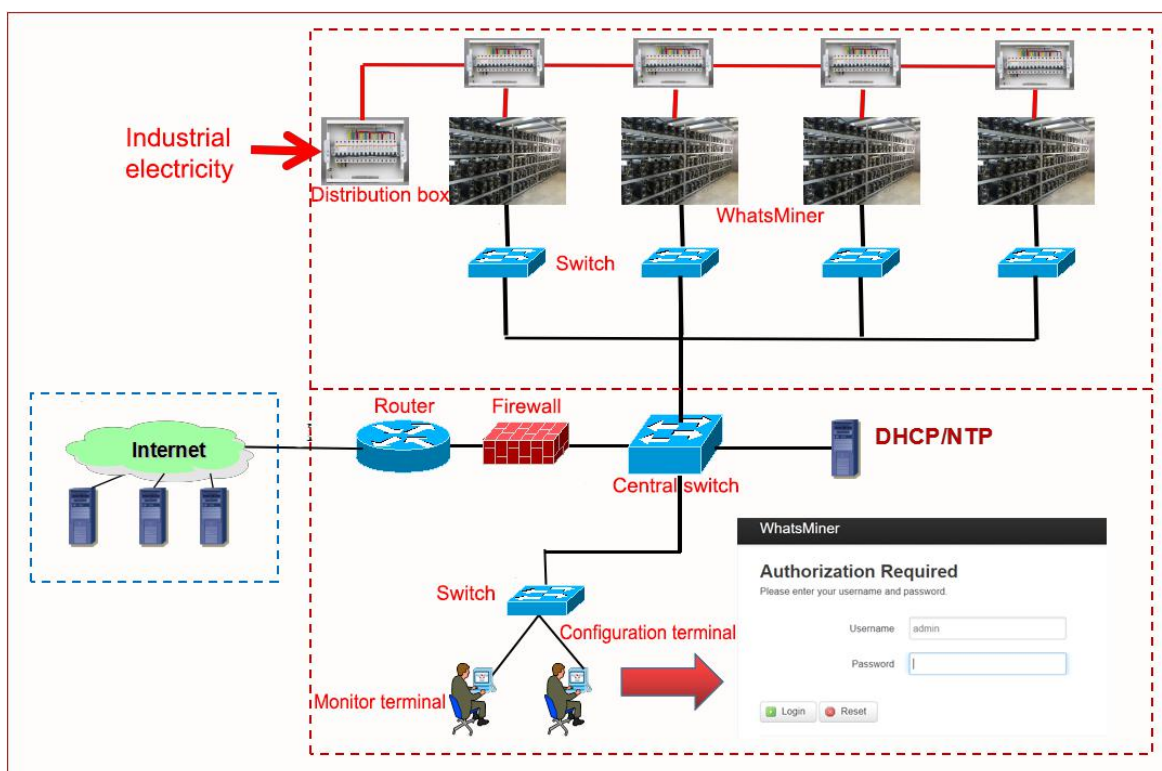 Industrial
electricity
Distribution box
WhatsMiner
Switch
Router
Firewall
DHCP/NTP
Internet
Central switch
Switch
Configuration terminal
Monitor terminal
WhatsMiner
Authorization Required
Please enter your username and password.
Username
admin
Password
Login
Reset